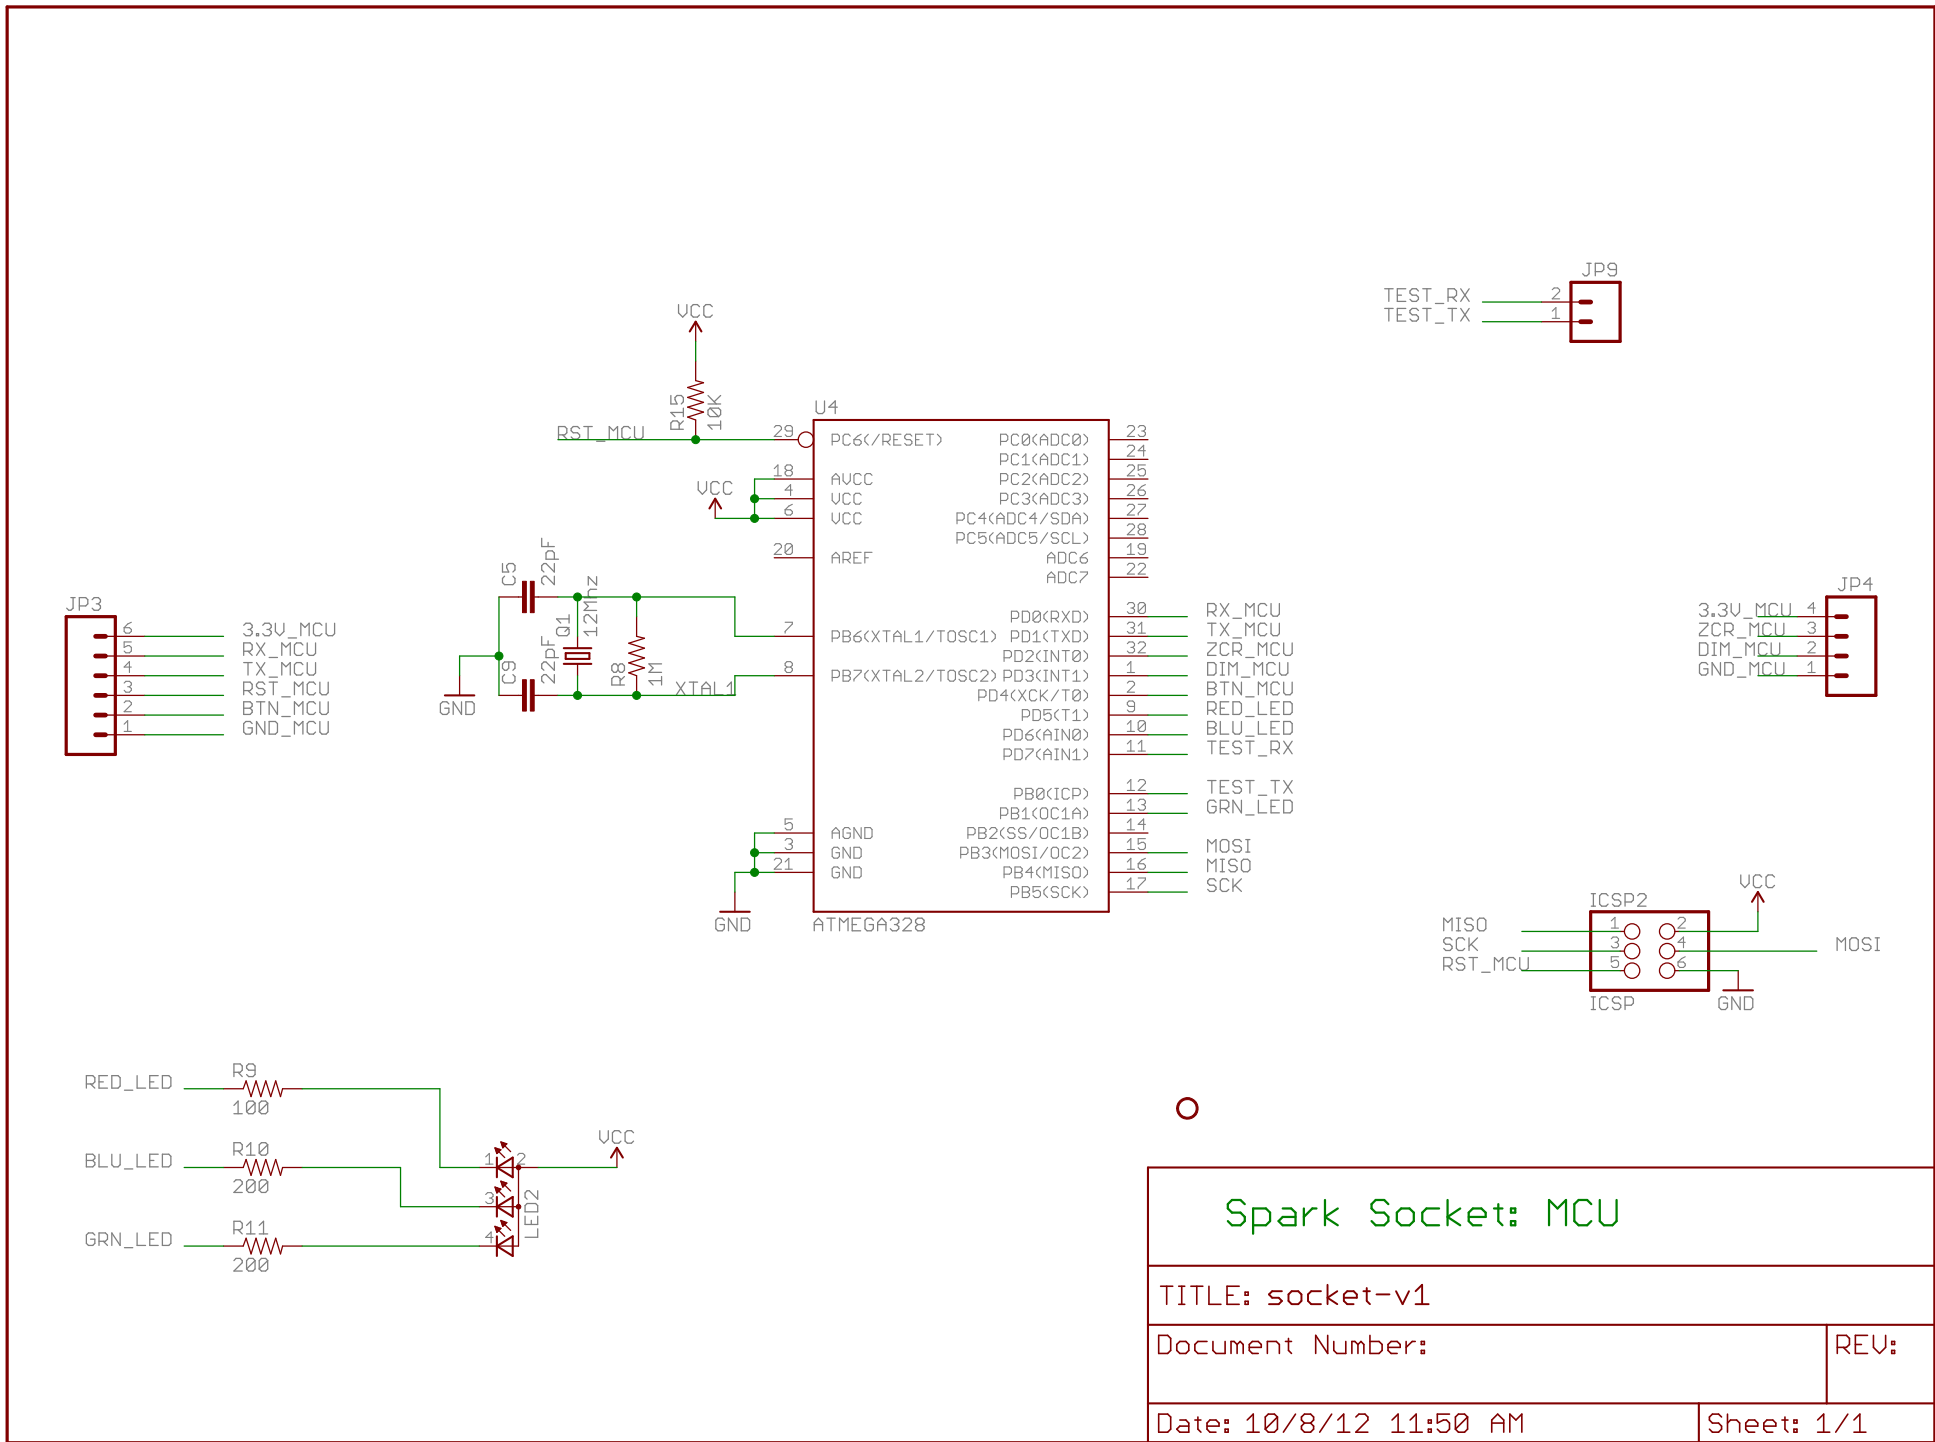 JP9
TEST_RX 2
TEST_TX 1
VCC
R15
10K
RST_MCU
U4
29 PC6(/RESET)
18 AVCC
4 VCC
6 VCC
VCC
20 AREF
7 PB6(XTAL1/TOSC1)
8 PB7(XTAL2/TOSC2)
5 AGND
3 GND
21 GND
GND
PC0(ADC0) 23
PC1(ADC1) 24
PC2(ADC2) 25
PC3(ADC3) 26
PC4(ADC4/SDA) 27
PC5(ADC5/SCL) 28
ADC6 19
ADC7 22
PD0(RXD) 30 RX_MCU
PD1(TXD) 31 TX_MCU
PD2(INT0) 32 ZCR_MCU
PD3(INT1) 1 DIM_MCU
PD4(XCK/T0) 2 BTN_MCU
PD5(T1) 9 RED_LED
PD6(AIN0) 10 BLU_LED
PD7(AIN1) 11 TEST_RX
PB0(ICP) 12 TEST_TX
PB1(OC1A) 13 GRN_LED
PB2(SS/OC1B) 14
PB3(MOSI/OC2) 15 MOSI
PB4(MISO) 16 MISO
PB5(SCK) 17 SCK
ATMEGA328
C5
22pF
C9
22pF
Q1
12Mhz
R8
1M
XTAL1
GND
JP3
6 3.3V_MCU
5 RX_MCU
4 TX_MCU
3 RST_MCU
2 BTN_MCU
1 GND_MCU
JP4
3.3V_MCU 4
ZCR_MCU 3
DIM_MCU 2
GND_MCU 1
VCC
ICSP2
MISO 1 2
SCK 3 4 MOSI
RST_MCU 5 6
ICSP
GND
RED_LED
R9
100
BLU_LED
R10
200
GRN_LED
R11
200
VCC
1 2
3
4
LED2
Spark Socket: MCU
TITLE: socket-v1
Document Number:
REV:
Date: 10/8/12 11:50 AM
Sheet: 1/1